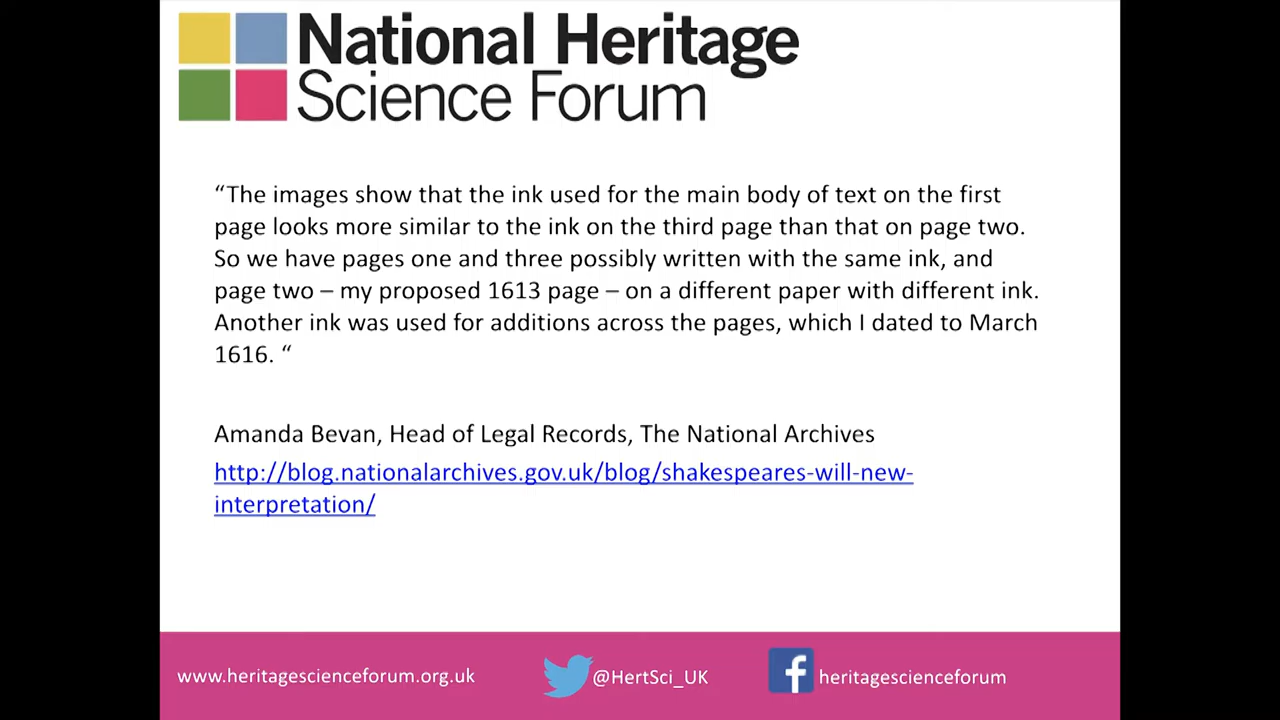 National Heritage
Science Forum
“The images show that the ink used for the main body of text on the first
page looks more similar to the ink on the third page than that on page two.
So we have pages one and three possibly written with the same ink, and
page two – my proposed 1613 page – on a different paper with different ink.
Another ink was used for additions across the pages, which I dated to March
1616. “
Amanda Bevan, Head of Legal Records, The National Archives
http://blog.nationalarchives.gov.uk/blog/shakespeares-will-new-
interpretation/
www.heritagescienceforum.org.uk
@HertSci_UK
heritagescienceforum